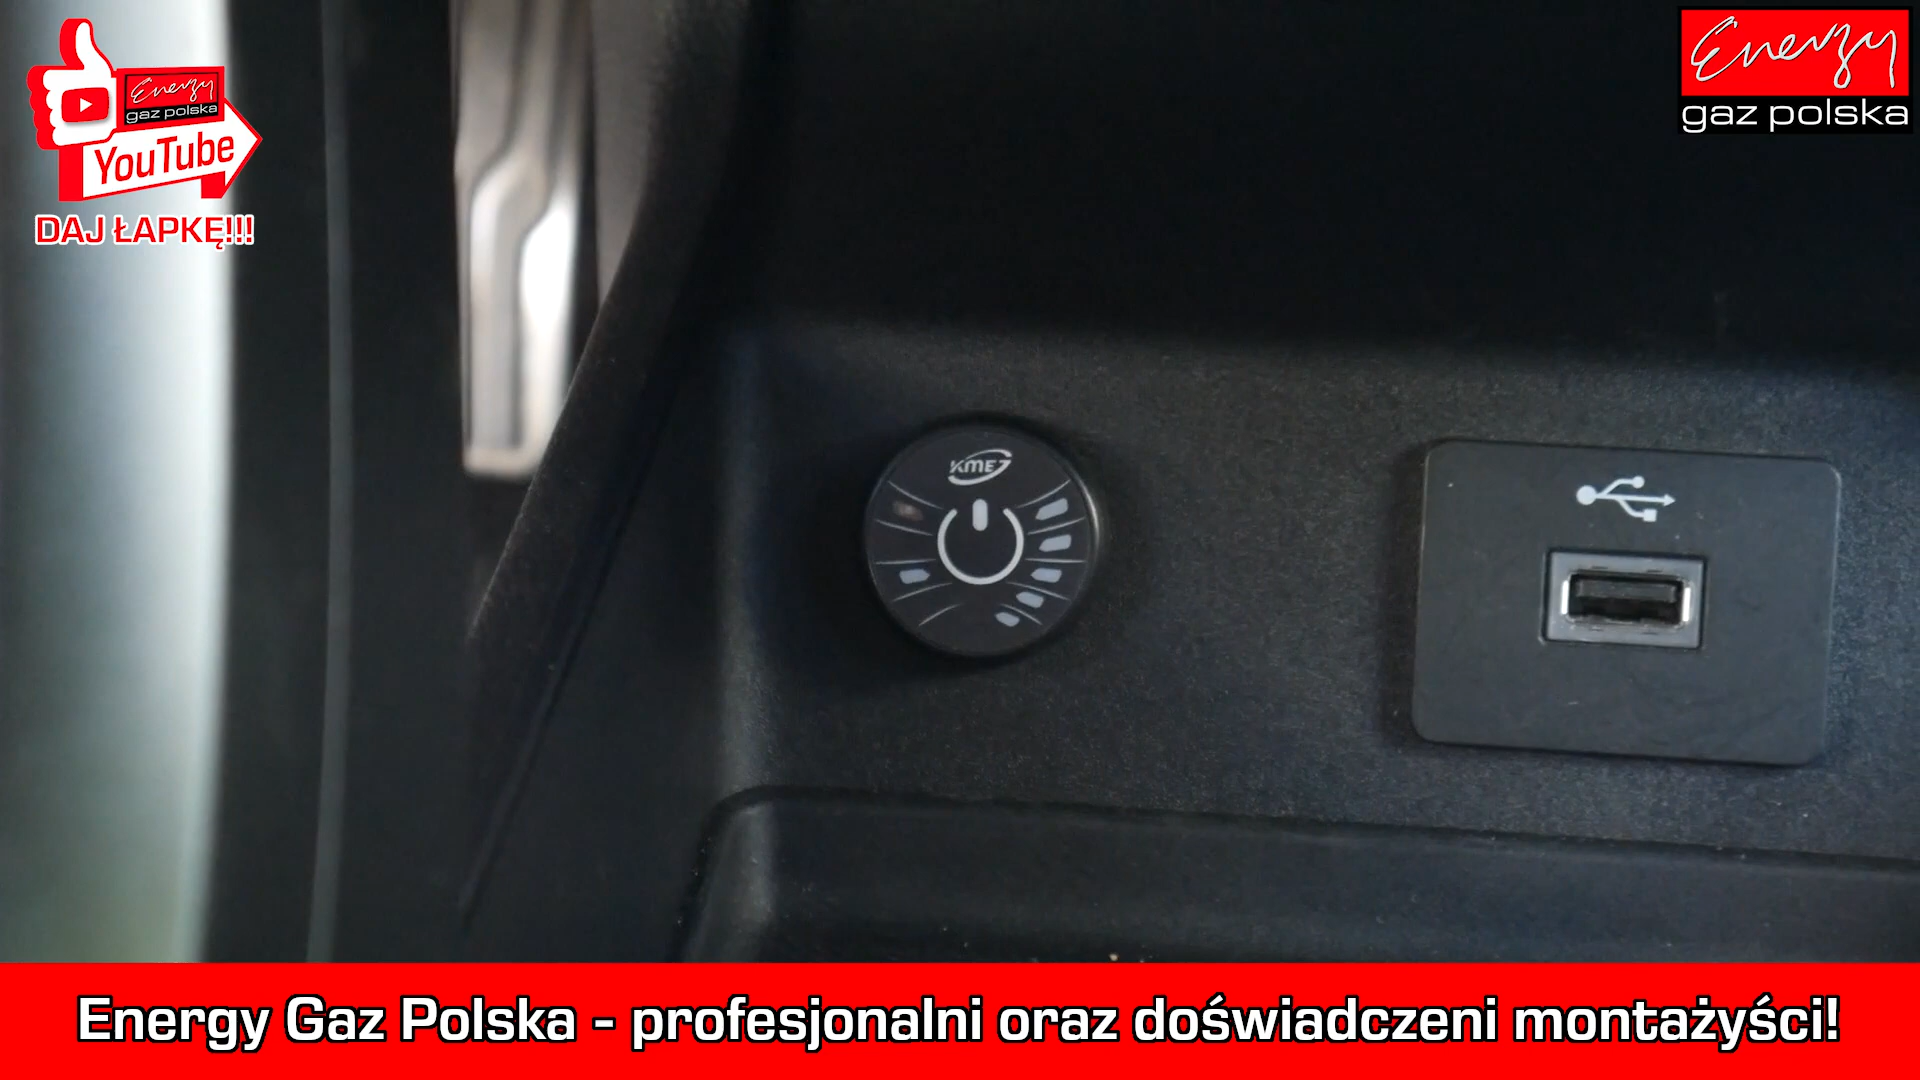 Energy
gaz polska
YouTube
DAJ ŁAPKĘ!!!
Energy
gaz polska
KME
Energy Gaz Polska - profesjonalni oraz doświadczeni montażyści!